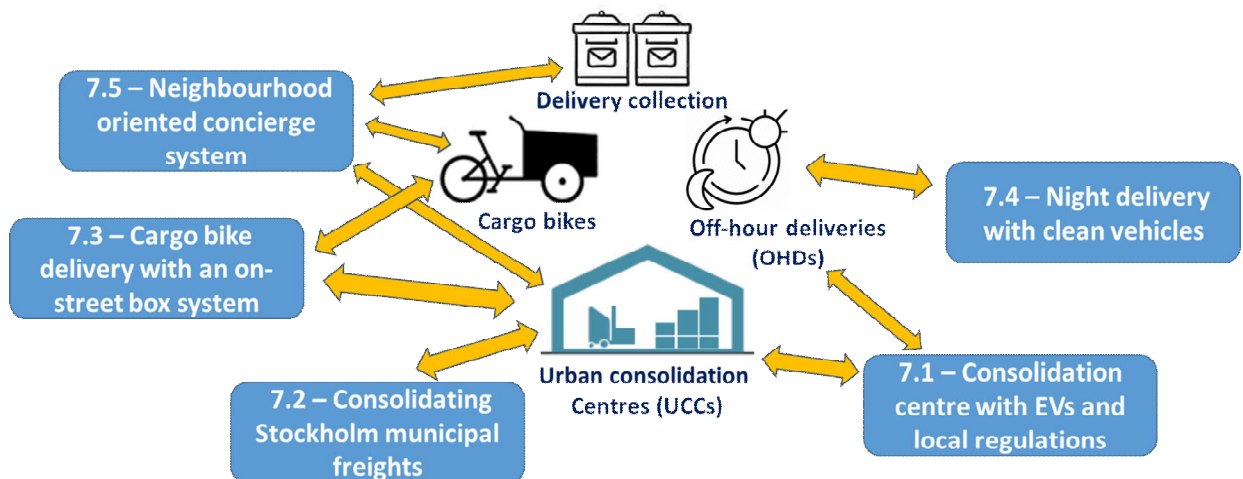 Delivery collection
7.5 – Neighbourhood
oriented concierge
system
Cargo bikes
7.4 – Night delivery
with clean vehicles
Off-hour deliveries
(OHDs)
7.3 – Cargo bike
delivery with an on-
street box system
Urban consolidation
Centres (UCCs)
7.1 – Consolidation
centre with EVs and
local regulations
7.2 – Consolidating
Stockholm municipal
freights